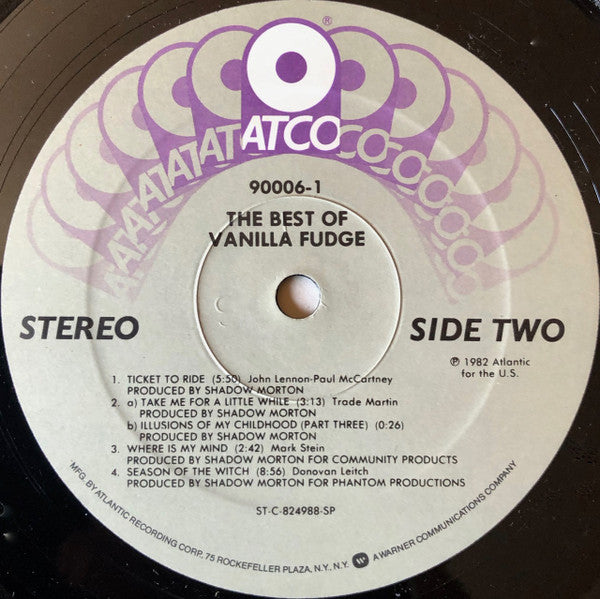 ®
ATCO
90006-1
THE BEST OF
VANILLA FUDGE
STEREO
SIDE TWO
℗ 1982 Atlantic
for the U.S.
1. TICKET TO RIDE (5:50) John Lennon-Paul McCartney
PRODUCED BY SHADOW MORTON
2. a) TAKE ME FOR A LITTLE WHILE (3:13) Trade Martin
PRODUCED BY SHADOW MORTON
b) ILLUSIONS OF MY CHILDHOOD (PART THREE) (0:26)
PRODUCED BY SHADOW MORTON
3. WHERE IS MY MIND (2:42) Mark Stein
PRODUCED BY SHADOW MORTON FOR COMMUNITY PRODUCTS
4. SEASON OF THE WITCH (8:56) Donovan Leitch
PRODUCED BY SHADOW MORTON FOR PHANTOM PRODUCTIONS
ST-C-824988-SP
MFG. BY ATLANTIC RECORDING CORP. 75 ROCKEFELLER PLAZA, N.Y., N.Y. A WARNER COMMUNICATIONS COMPANY